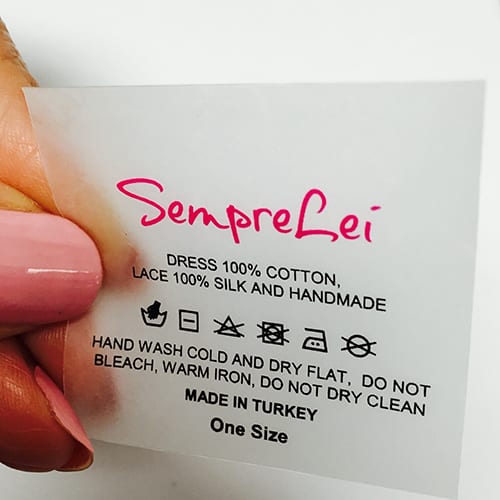 SempreLei
DRESS 100% COTTON,
LACE 100% SILK AND HANDMADE
HAND WASH COLD AND DRY FLAT, DO NOT
BLEACH, WARM IRON, DO NOT DRY CLEAN
MADE IN TURKEY
One Size